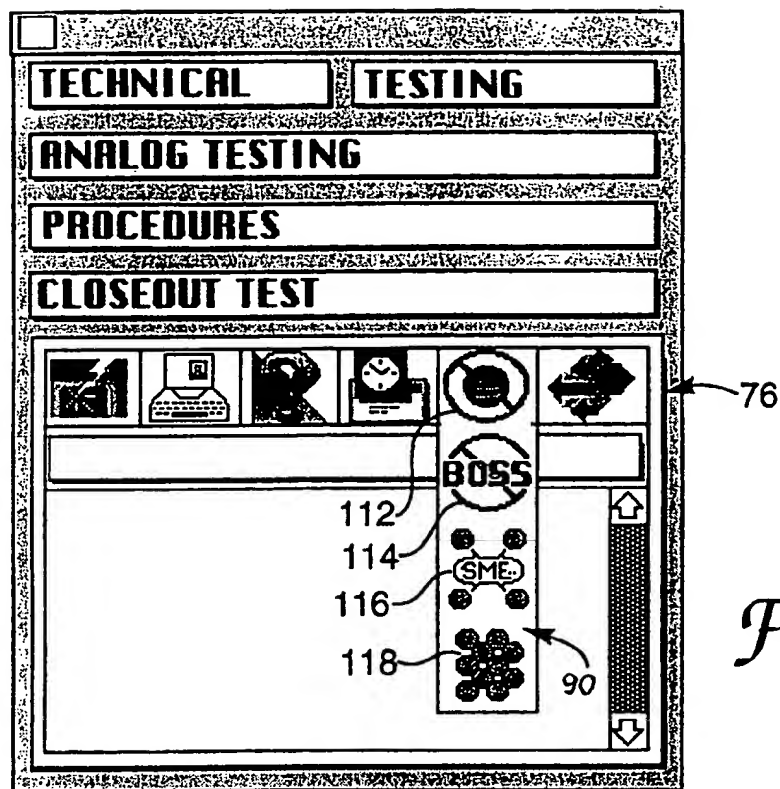 TECHNICAL TESTING
ANALOG TESTING
PROCEDURES
CLOSEOUT TEST
76
BOSS
112
114
SME..
116
118
90
F